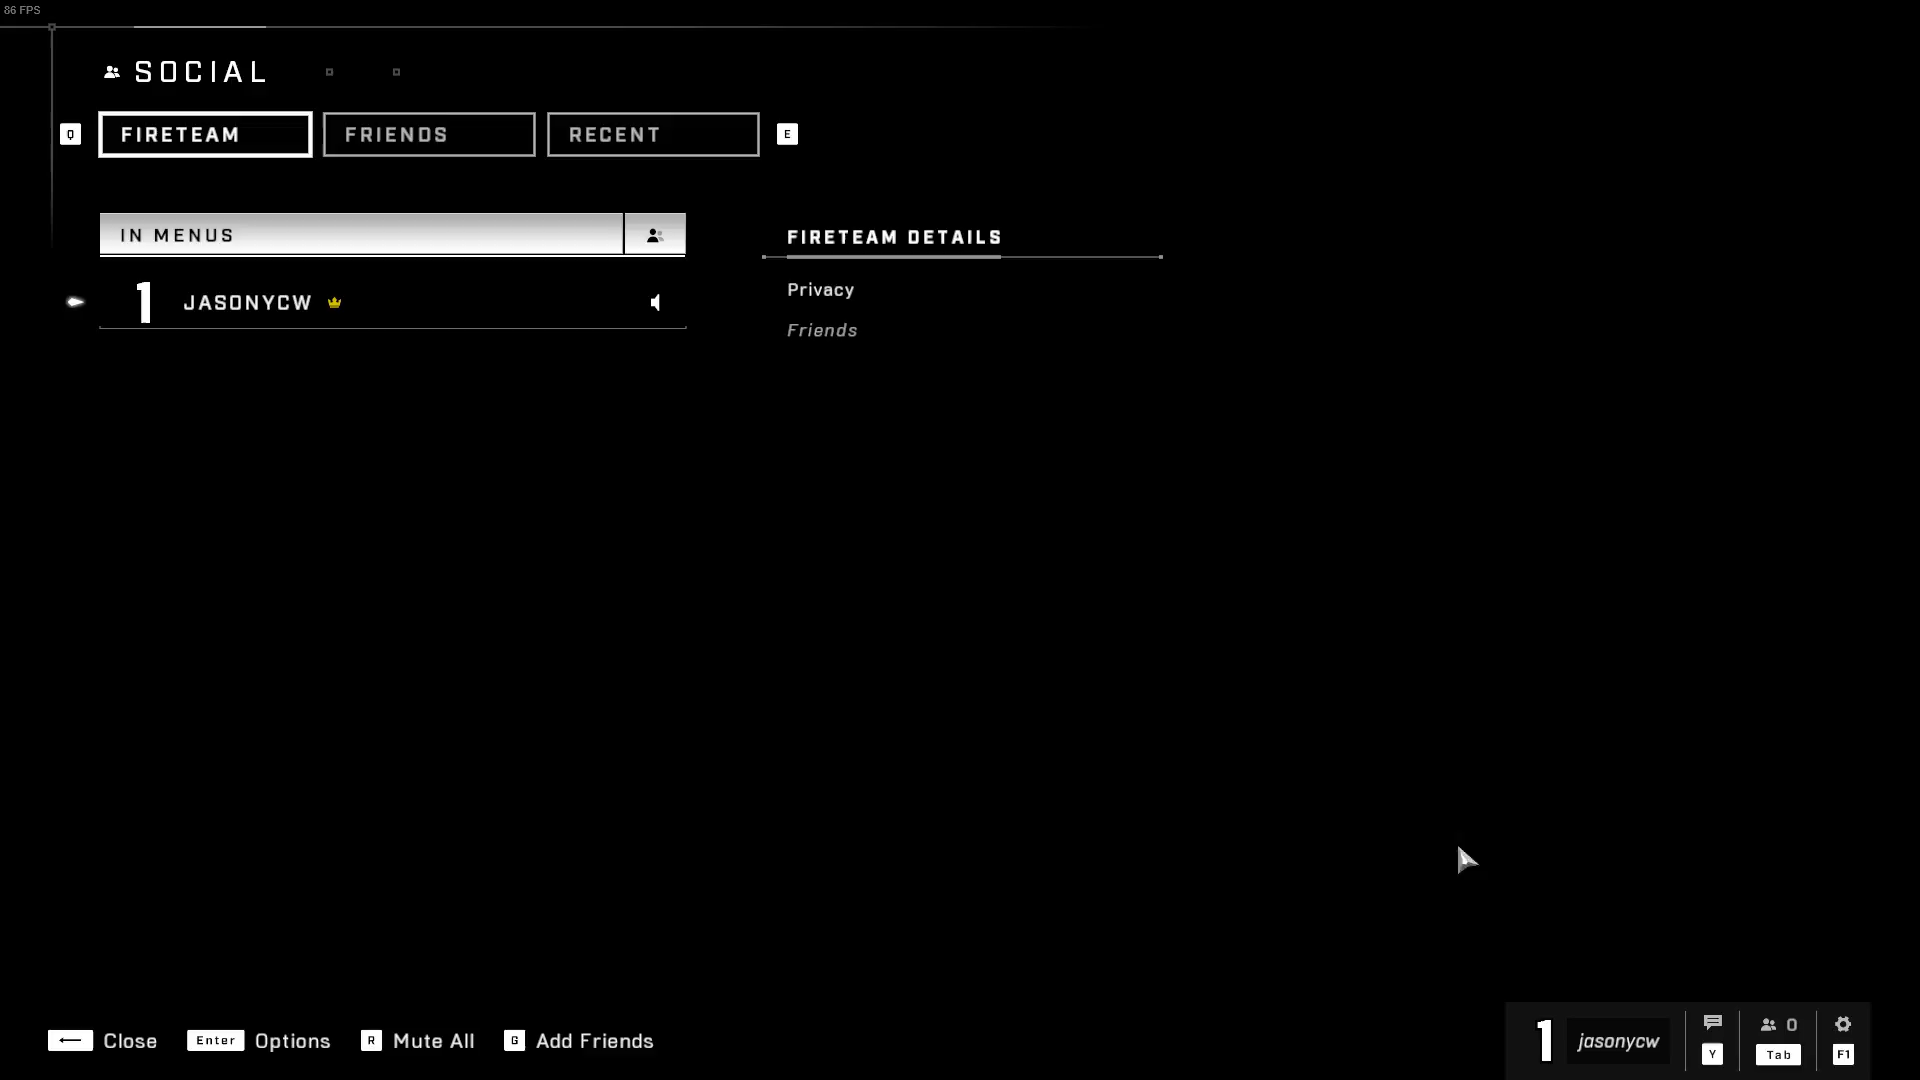 86 FPS
SOCIAL
Q FIRETEAM FRIENDS RECENT E
IN MENUS
1 JASONYCW
FIRETEAM DETAILS
Privacy
Friends
Close Enter Options R Mute All G Add Friends
1 jasonycw Y 0 Tab F1